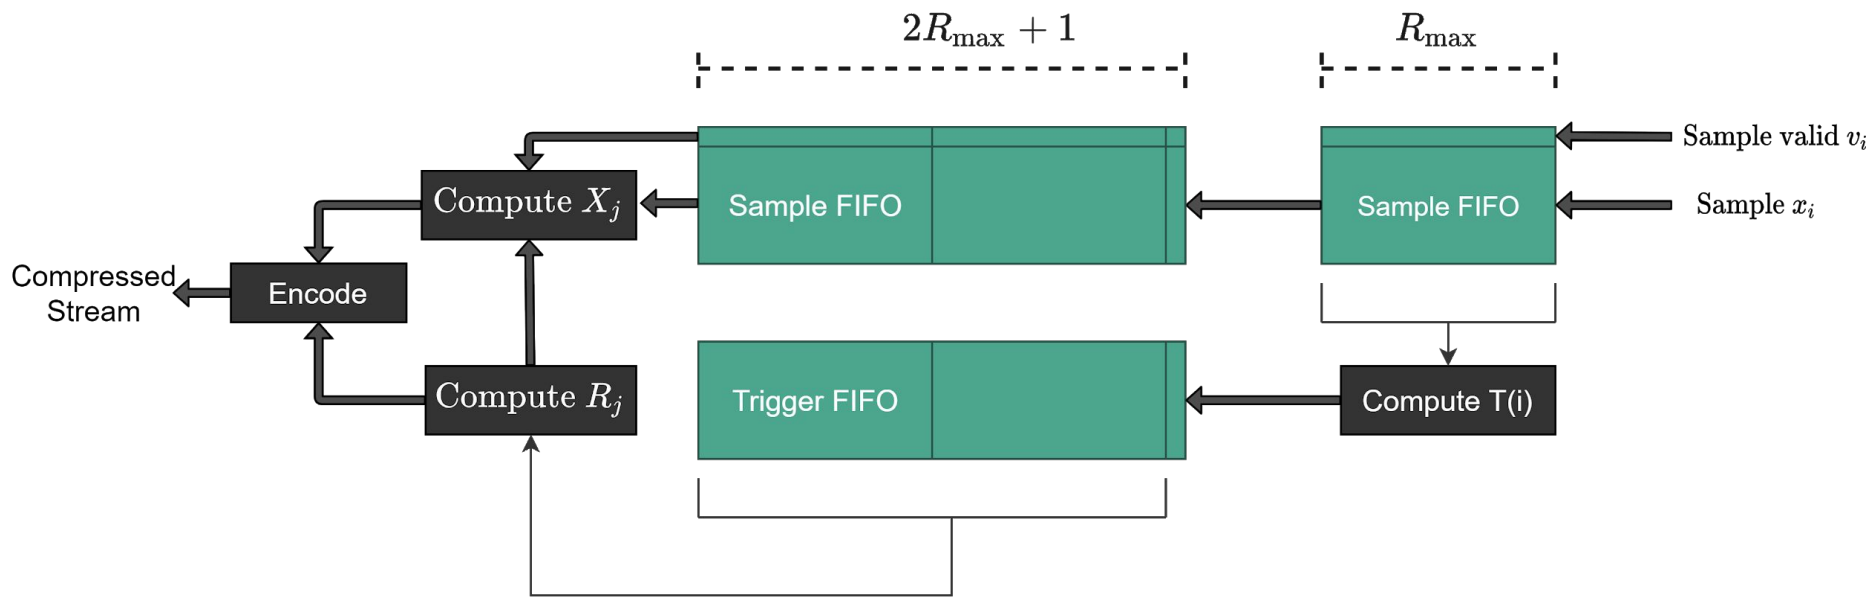 2R_max + 1
R_max
Sample valid v_i
Compute X_j
Sample FIFO
Sample FIFO
Sample x_i
Compressed
Stream
Encode
Compute R_j
Trigger FIFO
Compute T(i)